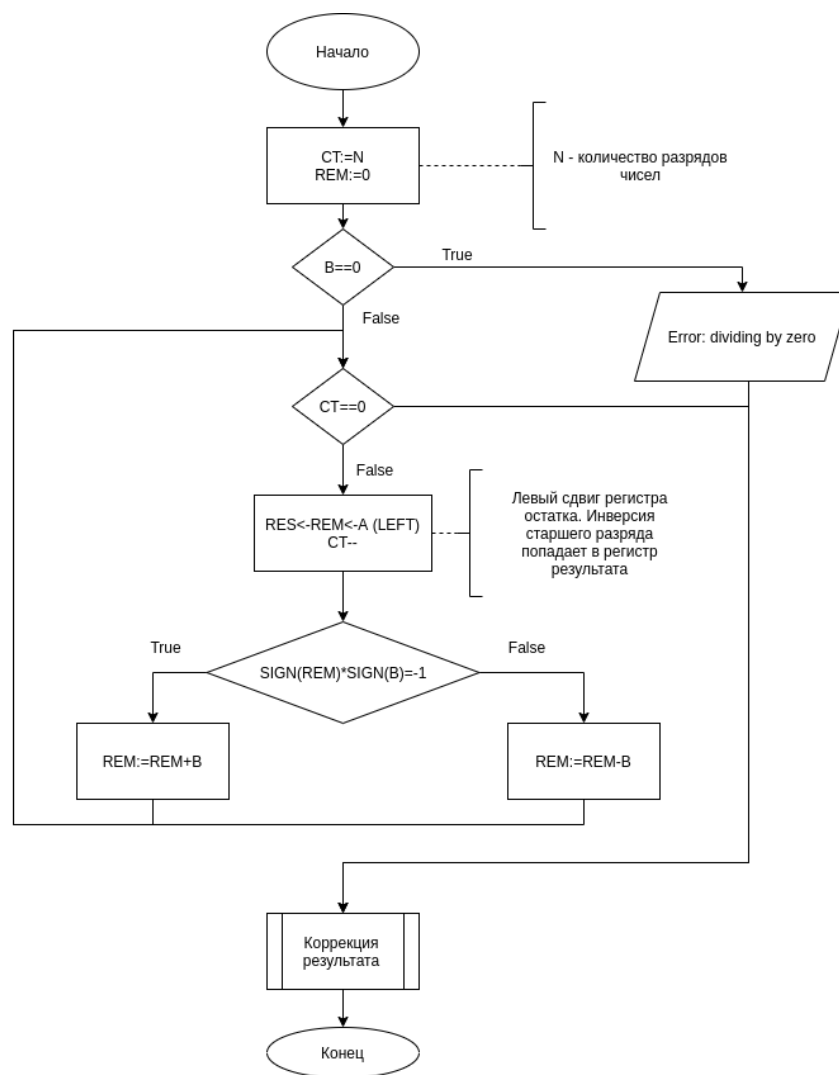 Начало
CT:=N
REM:=0
N - количество разрядов
чисел
B==0
True
False
Error: dividing by zero
CT==0
False
RES<-REM<-A (LEFT)
CT--
Левый сдвиг регистра
остатка. Инверсия
старшего разряда
попадает в регистр
результата
True
SIGN(REM)*SIGN(B)=-1
False
REM:=REM+B
REM:=REM-B
Коррекция
результата
Конец